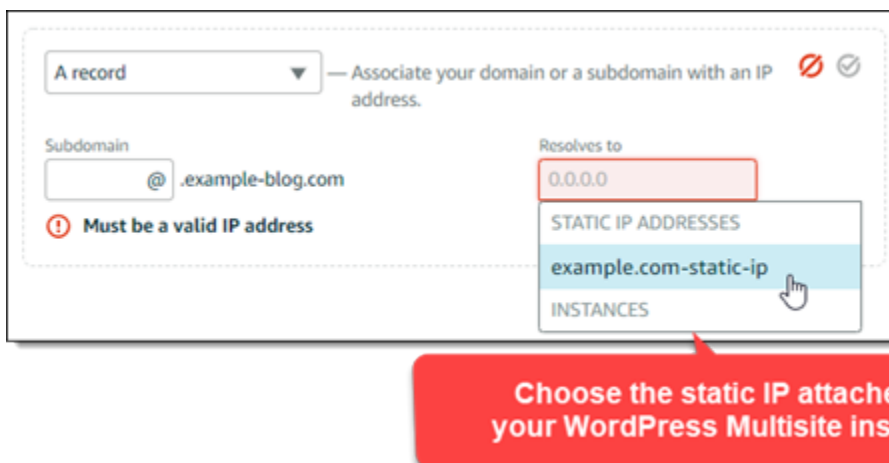 A record
— Associate your domain or a subdomain with an IP
address.
Subdomain
Resolves to
@ .example-blog.com
0.0.0.0
Must be a valid IP address
STATIC IP ADDRESSES
example.com-static-ip
INSTANCES
Choose the static IP attache
your WordPress Multisite ins